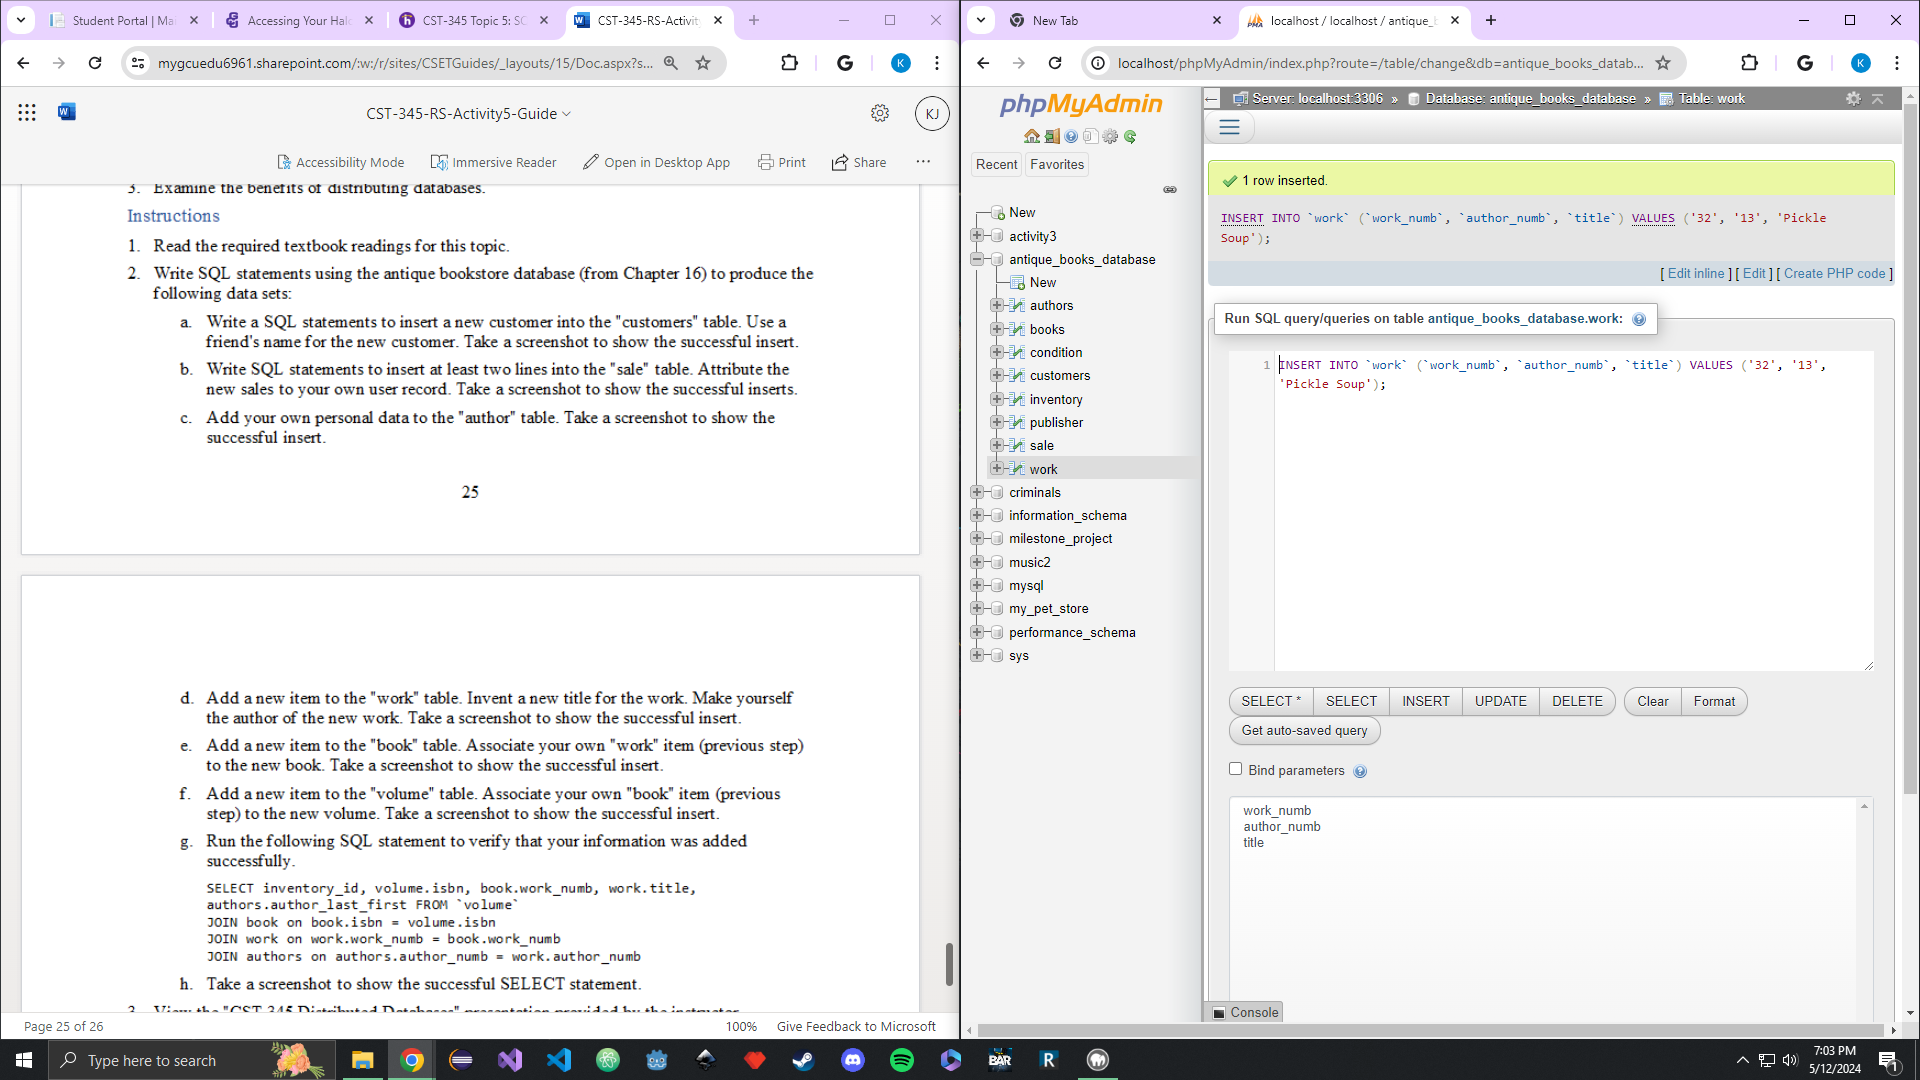 Student Portal | Ma
Accessing Your Halo
CST-345 Topic 5: SC
CST-345-RS-Activity
mygcuedu6961.sharepoint.com/:w:/r/sites/CSETGuides/_layouts/15/Doc.aspx?s...
K
CST-345-RS-Activity5-Guide
KJ
Accessibility Mode
Immersive Reader
Open in Desktop App
Print
Share
3. Examine the benefits of distributing databases.
Instructions
1. Read the required textbook readings for this topic.
2. Write SQL statements using the antique bookstore database (from Chapter 16) to produce the
following data sets:
a. Write a SQL statements to insert a new customer into the "customers" table. Use a
friend's name for the new customer. Take a screenshot to show the successful insert.
b. Write SQL statements to insert at least two lines into the "sale" table. Attribute the
new sales to your own user record. Take a screenshot to show the successful inserts.
c. Add your own personal data to the "author" table. Take a screenshot to show the
successful insert.
25
d. Add a new item to the "work" table. Invent a new title for the work. Make yourself
the author of the new work. Take a screenshot to show the successful insert.
e. Add a new item to the "book" table. Associate your own "work" item (previous step)
to the new book. Take a screenshot to show the successful insert.
f. Add a new item to the "volume" table. Associate your own "book" item (previous
step) to the new volume. Take a screenshot to show the successful insert.
g. Run the following SQL statement to verify that your information was added
successfully.
SELECT inventory_id, volume.isbn, book.work_numb, work.title,
authors.author_last_first FROM `volume`
JOIN book on book.isbn = volume.isbn
JOIN work on work.work_numb = book.work_numb
JOIN authors on authors.author_numb = work.author_numb
h. Take a screenshot to show the successful SELECT statement.
3. View the "CST-345 Distributed Databases" presentation provided by the instructor
Page 25 of 26
100%
Give Feedback to Microsoft
New Tab
localhost / localhost / antique_b
localhost/phpMyAdmin/index.php?route=/table/change&db=antique_books_datab...
K
phpMyAdmin
Recent
Favorites
New
activity3
antique_books_database
New
authors
books
condition
customers
inventory
publisher
sale
work
criminals
information_schema
milestone_project
music2
mysql
my_pet_store
performance_schema
sys
Server: localhost:3306 » Database: antique_books_database » Table: work
1 row inserted.
INSERT INTO `work` (`work_numb`, `author_numb`, `title`) VALUES ('32', '13', 'Pickle
Soup');
[ Edit inline ] [ Edit ] [ Create PHP code ]
Run SQL query/queries on table antique_books_database.work:
1 INSERT INTO `work` (`work_numb`, `author_numb`, `title`) VALUES ('32', '13',
'Pickle Soup');
SELECT *
SELECT
INSERT
UPDATE
DELETE
Clear
Format
Get auto-saved query
Bind parameters
work_numb
author_numb
title
Console
Type here to search
BAR
R
7:03 PM
5/12/2024
1